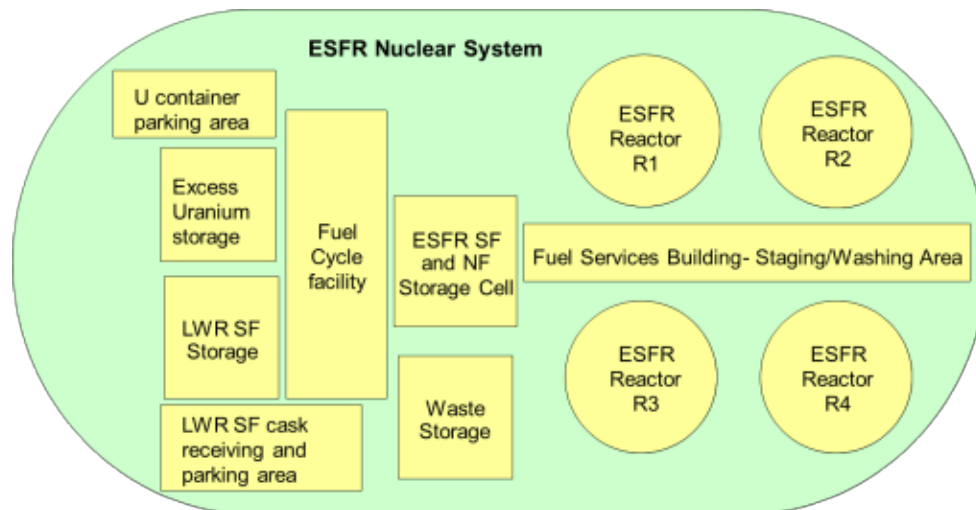 ESFR Nuclear System
U container
parking area
Excess
Uranium
storage
LWR SF
Storage
LWR SF cask
receiving and
parking area
Fuel
Cycle
facility
ESFR SF
and NF
Storage Cell
Waste
Storage
ESFR
Reactor
R1
ESFR
Reactor
R2
Fuel Services Building- Staging/Washing Area
ESFR
Reactor
R3
ESFR
Reactor
R4